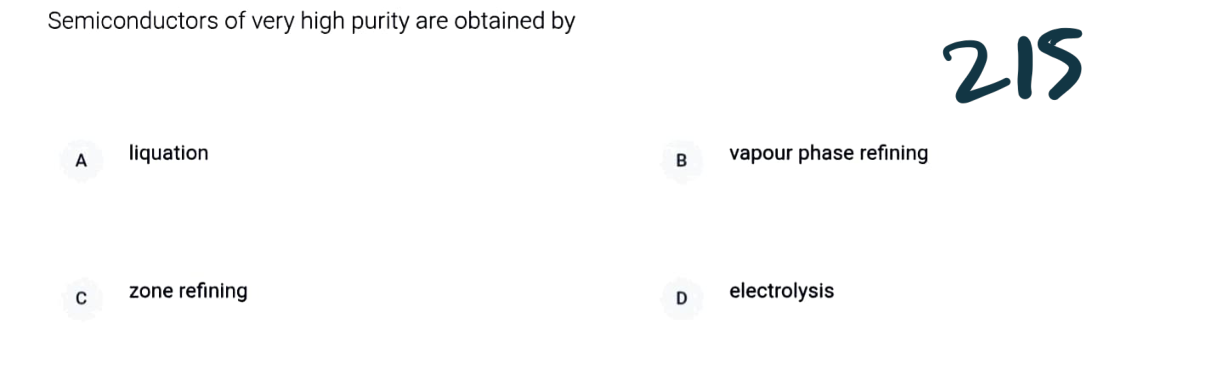 Semiconductors of very high purity are obtained by
215
A liquation
B vapour phase refining
C zone refining
D electrolysis